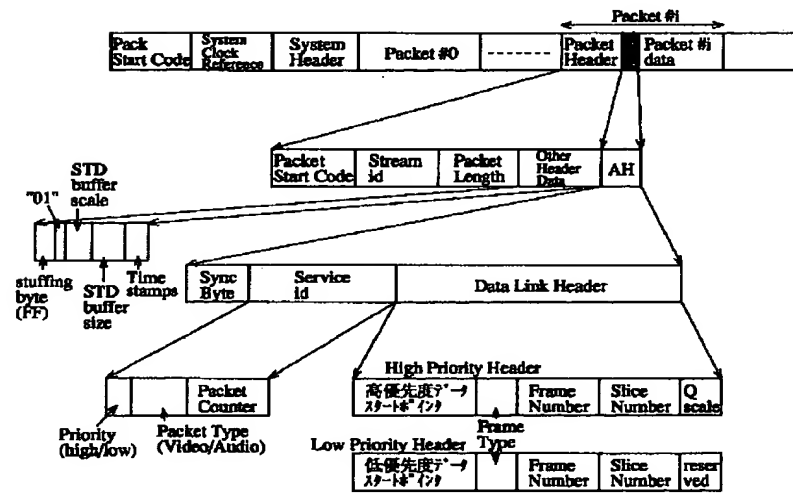 Packet #i
Pack
Start Code
System
Clock
Reference
System
Header
Packet #0
--------
Packet
Header
Packet #i
data
Packet
Start Code
Stream
id
Packet
Length
Other
Header
Data
AH
"01"
STD
buffer
scale
stuffing
byte
(FF)
STD
buffer
size
Time
stamps
Sync
Byte
Service
id
Data Link Header
Packet
Counter
Priority
(high/low)
Packet Type
(Video/Audio)
High Priority Header
高優先度データ
スタートポインタ
Frame
Number
Slice
Number
Q
scale
Frame
Type
Low Priority Header
低優先度データ
スタートポインタ
Frame
Number
Slice
Number
reser
ved